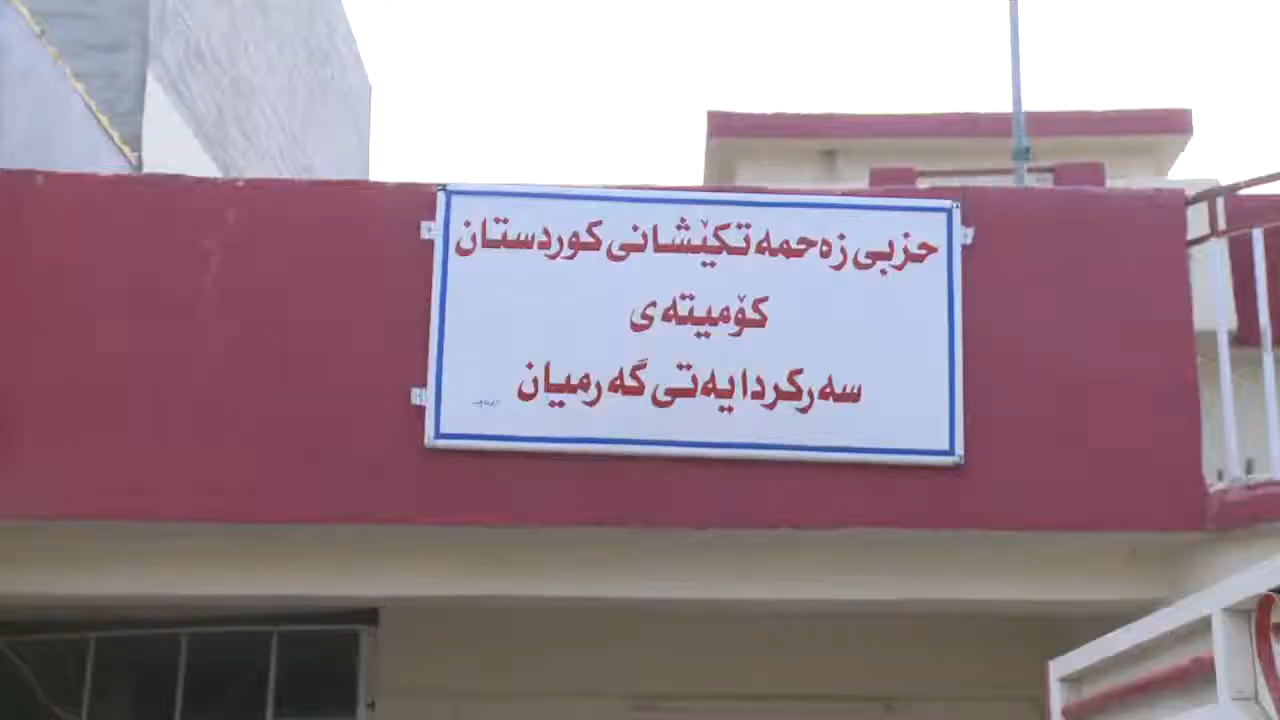 حزبی زەحمەتکێشانی کوردستان
کۆمیتەی
سەرکردایەتی گەرمیان